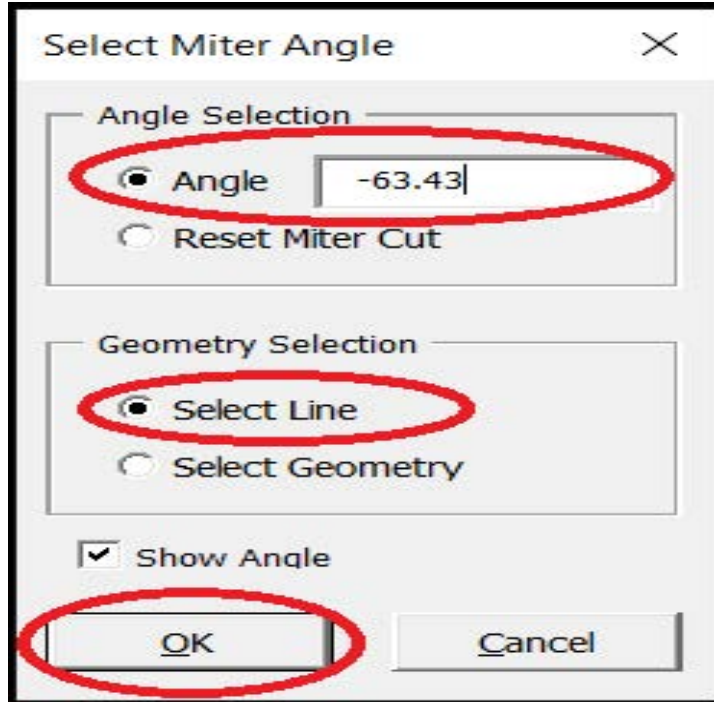 Select Miter Angle
Angle Selection
Angle -63.43
Reset Miter Cut
Geometry Selection
Select Line
Select Geometry
Show Angle
OK Cancel